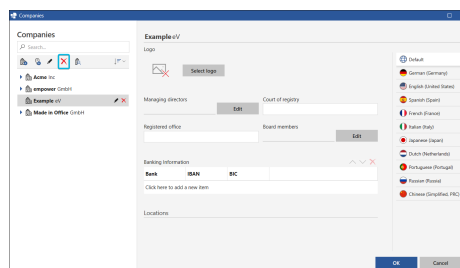 Companies
Companies
Search...
Acme Inc
empower GmbH
Example eV
Made in Office GmbH
Example eV
Logo
Select logo
Managing directors
Edit
Court of registry
Registered office
Board members
Edit
Banking information
Bank IBAN BIC
Click here to add a new item
Locations
Default
German (Germany)
English (United States)
Spanish (Spain)
French (France)
Italian (Italy)
Japanese (Japan)
Dutch (Netherlands)
Portuguese (Portugal)
Russian (Russia)
Chinese (Simplified, PRC)
OK Cancel